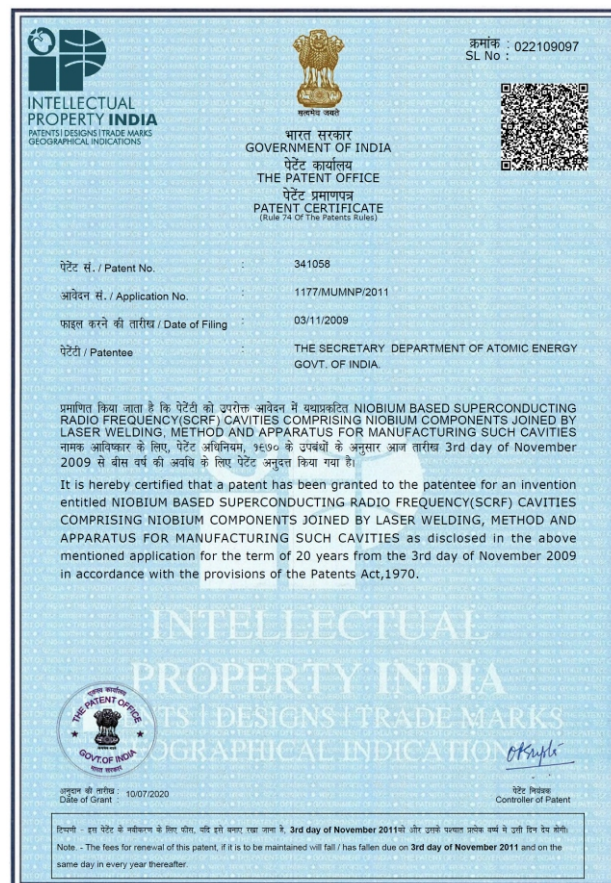 क्रमांक : 022109097
SL No :
INTELLECTUAL
PROPERTY INDIA
PATENTS | DESIGNS | TRADE MARKS
GEOGRAPHICAL INDICATIONS
सत्यमेव जयते
भारत सरकार
GOVERNMENT OF INDIA
पेटेंट कार्यालय
THE PATENT OFFICE
पेटेंट प्रमाणपत्र
PATENT CERTIFICATE
(Rule 74 Of The Patents Rules)
पेटेंट सं. / Patent No. : 341058
आवेदन सं. / Application No. : 1177/MUMNP/2011
फाइल करने की तारीख / Date of Filing : 03/11/2009
पेटेंटी / Patentee : THE SECRETARY DEPARTMENT OF ATOMIC ENERGY
GOVT. OF INDIA.
प्रमाणित किया जाता है कि पेटेंटी को उपरोक्त आवेदन में यथाप्रकटित NIOBIUM BASED SUPERCONDUCTING
RADIO FREQUENCY(SCRF) CAVITIES COMPRISING NIOBIUM COMPONENTS JOINED BY
LASER WELDING, METHOD AND APPARATUS FOR MANUFACTURING SUCH CAVITIES
नामक आविष्कार के लिए, पेटेंट अधिनियम, १९७० के उपबंधों के अनुसार आज तारीख 3rd day of November
2009 से बीस वर्ष की अवधि के लिए पेटेंट अनुदत्त किया गया है।
It is hereby certified that a patent has been granted to the patentee for an invention
entitled NIOBIUM BASED SUPERCONDUCTING RADIO FREQUENCY(SCRF) CAVITIES
COMPRISING NIOBIUM COMPONENTS JOINED BY LASER WELDING, METHOD AND
APPARATUS FOR MANUFACTURING SUCH CAVITIES as disclosed in the above
mentioned application for the term of 20 years from the 3rd day of November 2009
in accordance with the provisions of the Patents Act,1970.
INTELLECTUAL
PROPERTY INDIA
DESIGNS | TRADE MARKS
GEOGRAPHICAL INDICATIONS
THE PATENT OFFICE
GOVT.OF INDIA
भारत सरकार
अनुदान की तारीख : 10/07/2020
Date of Grant :
पेटेंट नियंत्रक
Controller of Patent
टिप्पणी - इस पेटेंट के नवीकरण के लिए फीस, यदि इसे बनाए रखा जाना है, 3rd day of November 2011को और उसके पश्चात प्रत्येक वर्ष मे उसी दिन देय होगी।
Note. - The fees for renewal of this patent, if it is to be maintained will fall / has fallen due on 3rd day of November 2011 and on the
same day in every year thereafter.